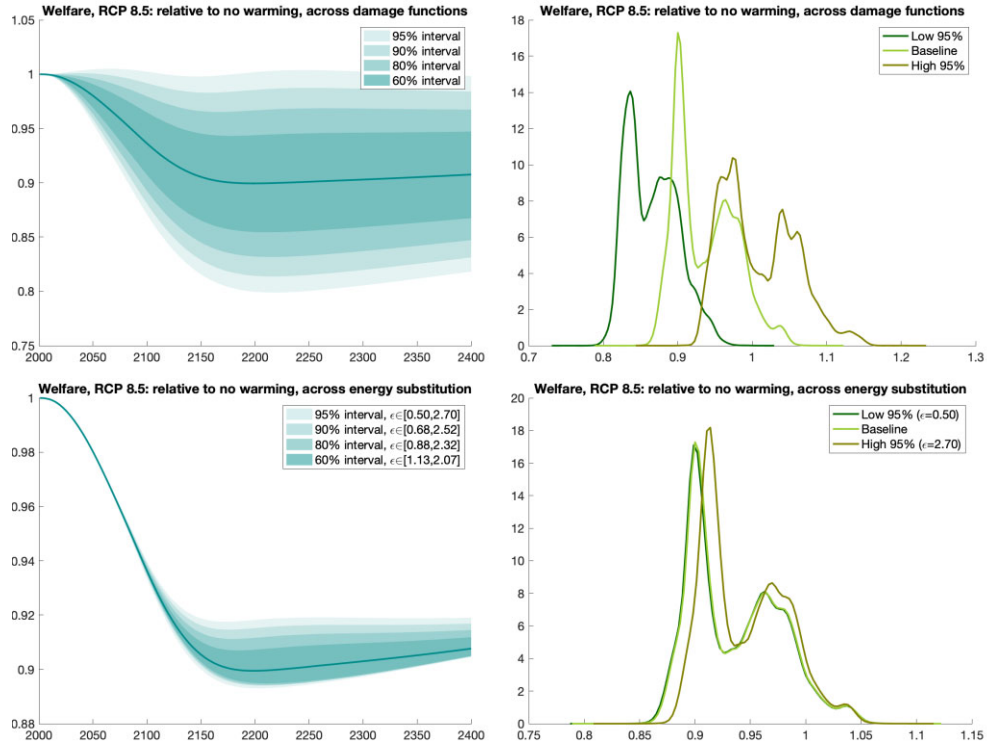 Welfare, RCP 8.5: relative to no warming, across damage functions
1.05
1
0.95
0.9
0.85
0.8
0.75
2000 2050 2100 2150 2200 2250 2300 2350 2400
95% interval
90% interval
80% interval
60% interval
Welfare, RCP 8.5: relative to no warming, across damage functions
18
16
14
12
10
8
6
4
2
0
0.7 0.8 0.9 1 1.1 1.2 1.3
Low 95%
Baseline
High 95%
Welfare, RCP 8.5: relative to no warming, across energy substitution
1
0.98
0.96
0.94
0.92
0.9
0.88
2000 2050 2100 2150 2200 2250 2300 2350 2400
95% interval, ϵ∈[0.50,2.70]
90% interval, ϵ∈[0.68,2.52]
80% interval, ϵ∈[0.88,2.32]
60% interval, ϵ∈[1.13,2.07]
Welfare, RCP 8.5: relative to no warming, across energy substitution
20
18
16
14
12
10
8
6
4
2
0
0.75 0.8 0.85 0.9 0.95 1 1.05 1.1 1.15
Low 95% (ϵ=0.50)
Baseline
High 95% (ϵ=2.70)